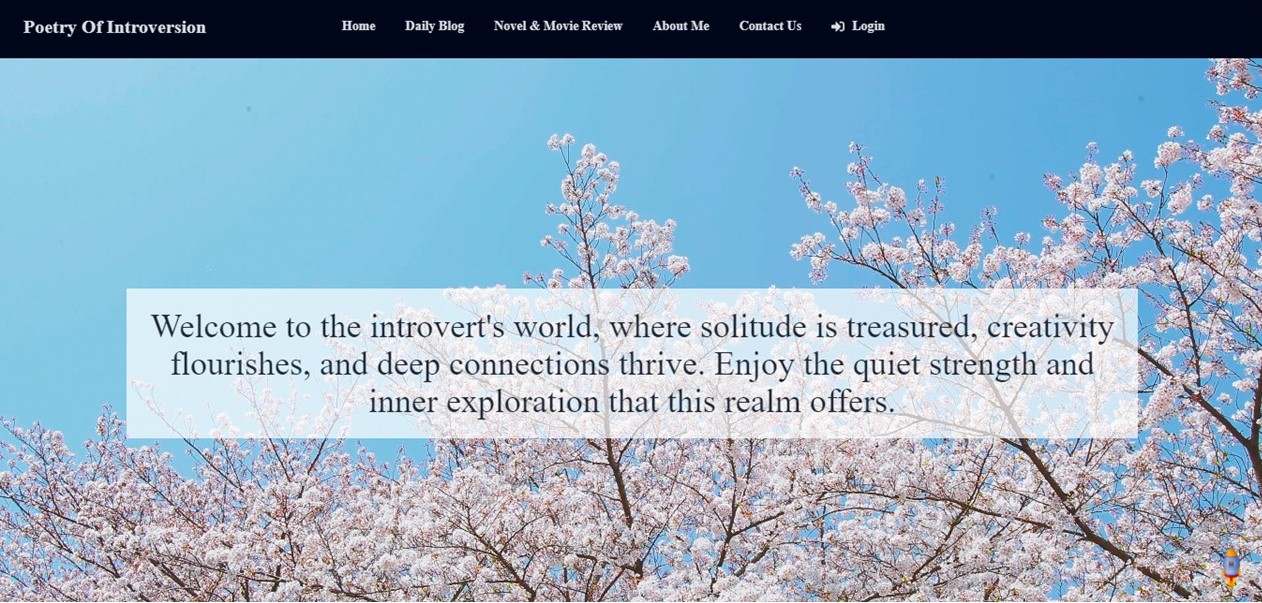 Poetry Of Introversion
Home
Daily Blog
Novel & Movie Review
About Me
Contact Us
Login
Welcome to the introvert's world, where solitude is treasured, creativity
flourishes, and deep connections thrive. Enjoy the quiet strength and
inner exploration that this realm offers.